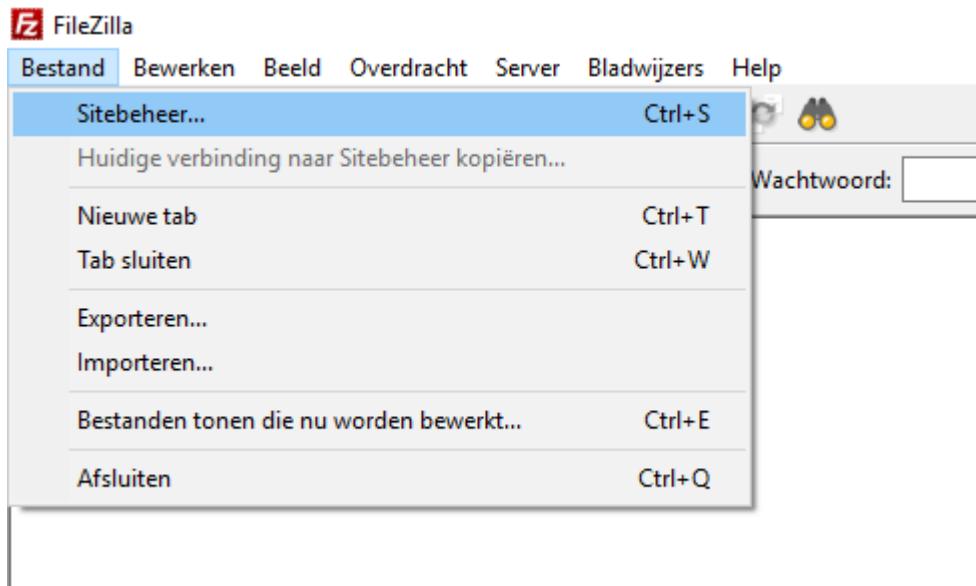 FileZilla
Bestand Bewerken Beeld Overdracht Server Bladwijzers Help
Sitebeheer... Ctrl+S
Huidige verbinding naar Sitebeheer kopiëren...
Wachtwoord:
Nieuwe tab Ctrl+T
Tab sluiten Ctrl+W
Exporteren...
Importeren...
Bestanden tonen die nu worden bewerkt... Ctrl+E
Afsluiten Ctrl+Q